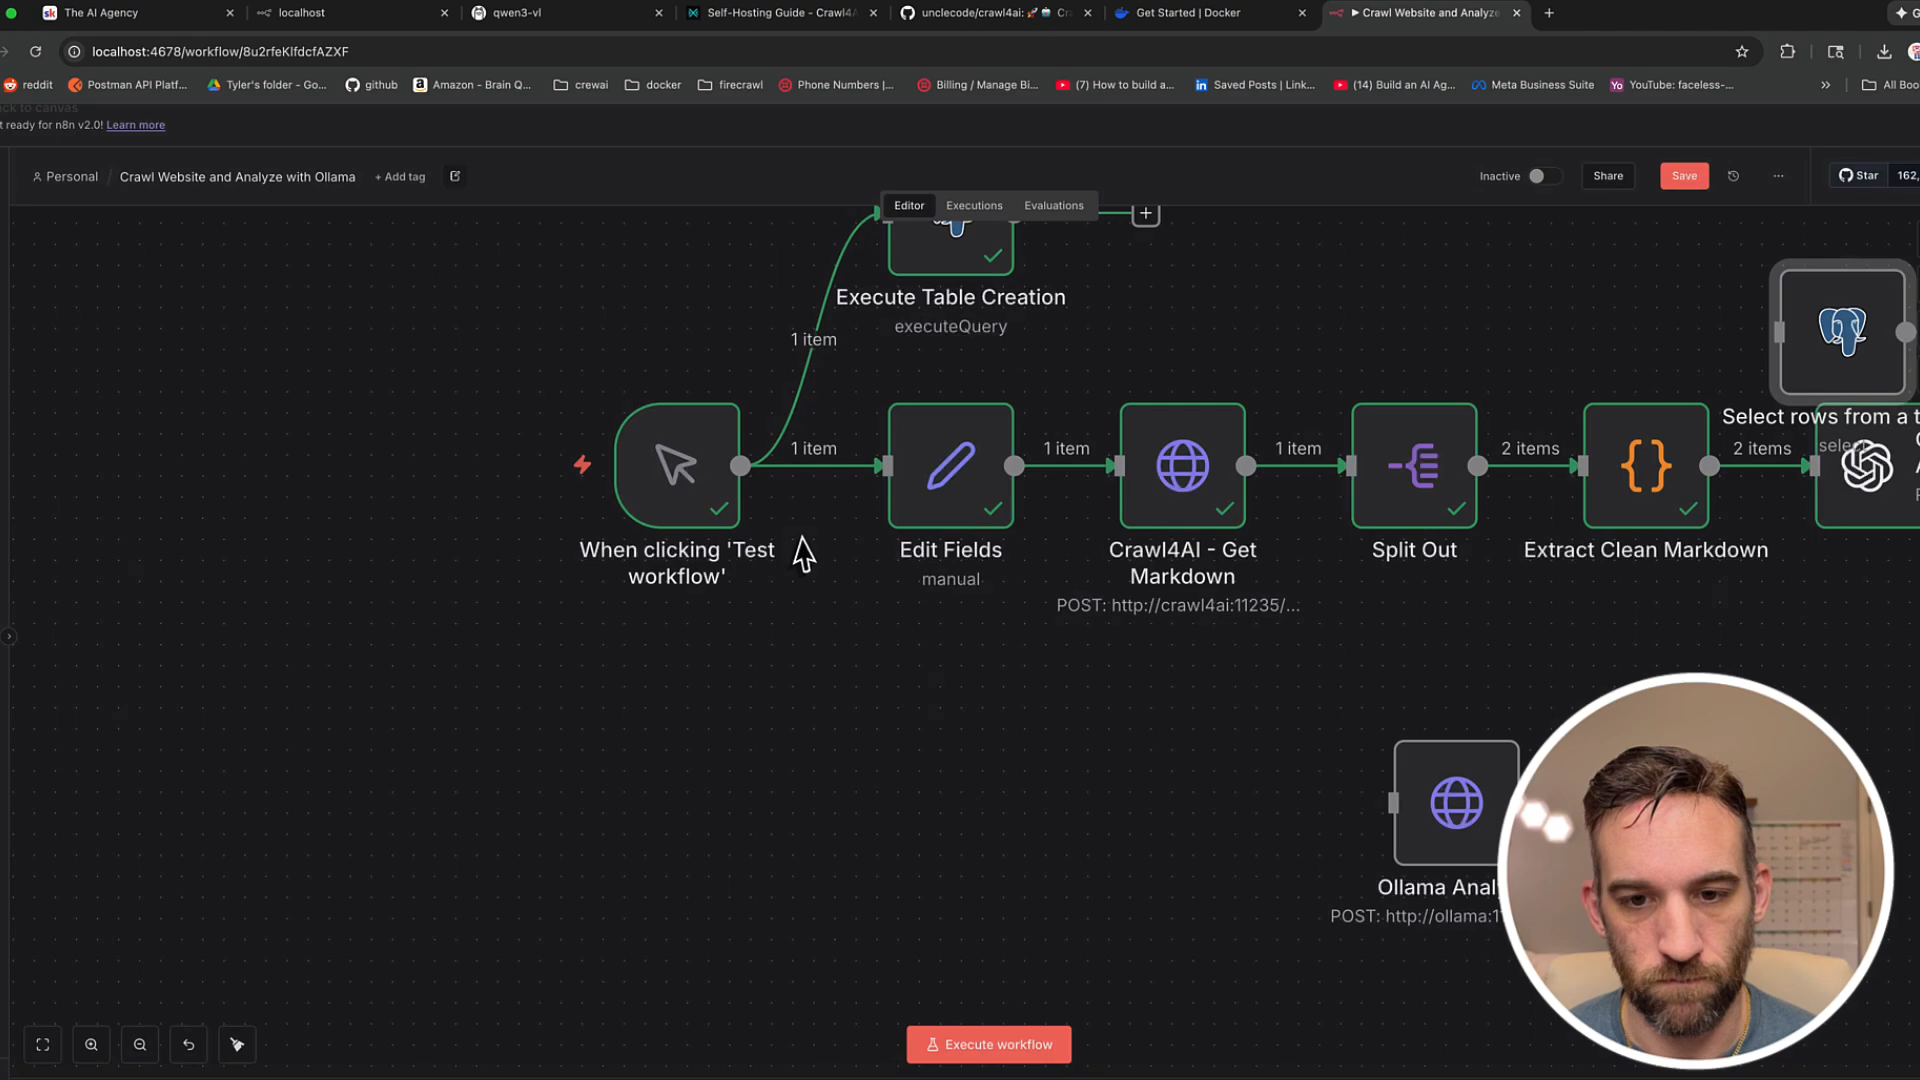 The AI Agency
localhost
qwen3-vl
Self-Hosting Guide - Crawl4A
unclecode/crawl4ai: 🚀🤖 Cra
Get Started | Docker
Crawl Website and Analyze
localhost:4678/workflow/8u2rfeKlfdcfAZXF
reddit
Postman API Platf...
Tyler's folder - Go...
github
Amazon - Brain Q...
crewai
docker
firecrawl
Phone Numbers |...
Billing / Manage Bi...
(7) How to build a...
Saved Posts | Link...
(14) Build an AI Ag...
Meta Business Suite
YouTube: faceless-...
All Boo
ck to canvas
t ready for n8n v2.0! Learn more
Personal / Crawl Website and Analyze with Ollama + Add tag
Inactive
Share
Save
Star
162,
Editor
Executions
Evaluations
Execute Table Creation
executeQuery
1 item
Select rows from a t
select
1 item
1 item
1 item
2 items
2 items
When clicking 'Test
workflow'
Edit Fields
manual
Crawl4AI - Get
Markdown
POST: http://crawl4ai:11235/...
Split Out
Extract Clean Markdown
Ollama Anal
POST: http://ollama:1
Execute workflow